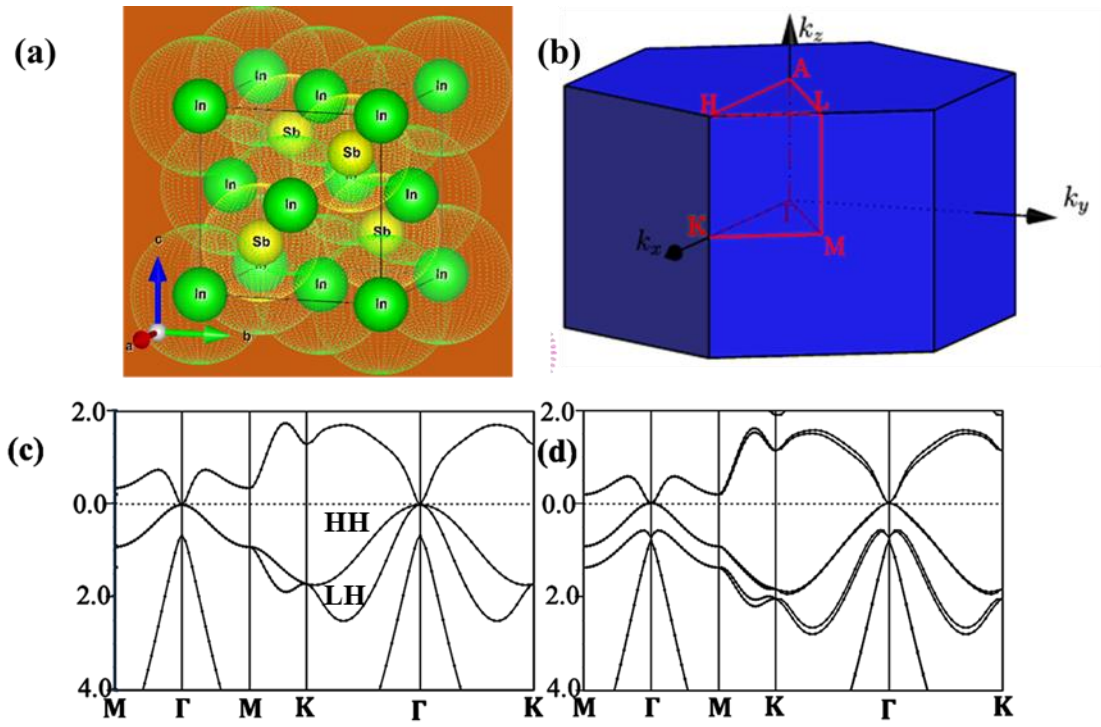 (a)
In
In
In
In
In
Sb
Sb
In
In
In
Sb
Sb
In
In
In
In
c
b
a
(b)
k_z
A
H
L
k_y
K
Γ
M
k_x
(c)
2.0
0.0
2.0
4.0
HH
LH
M Γ M K Γ K
(d)
2.0
0.0
2.0
4.0
M Γ M K Γ K